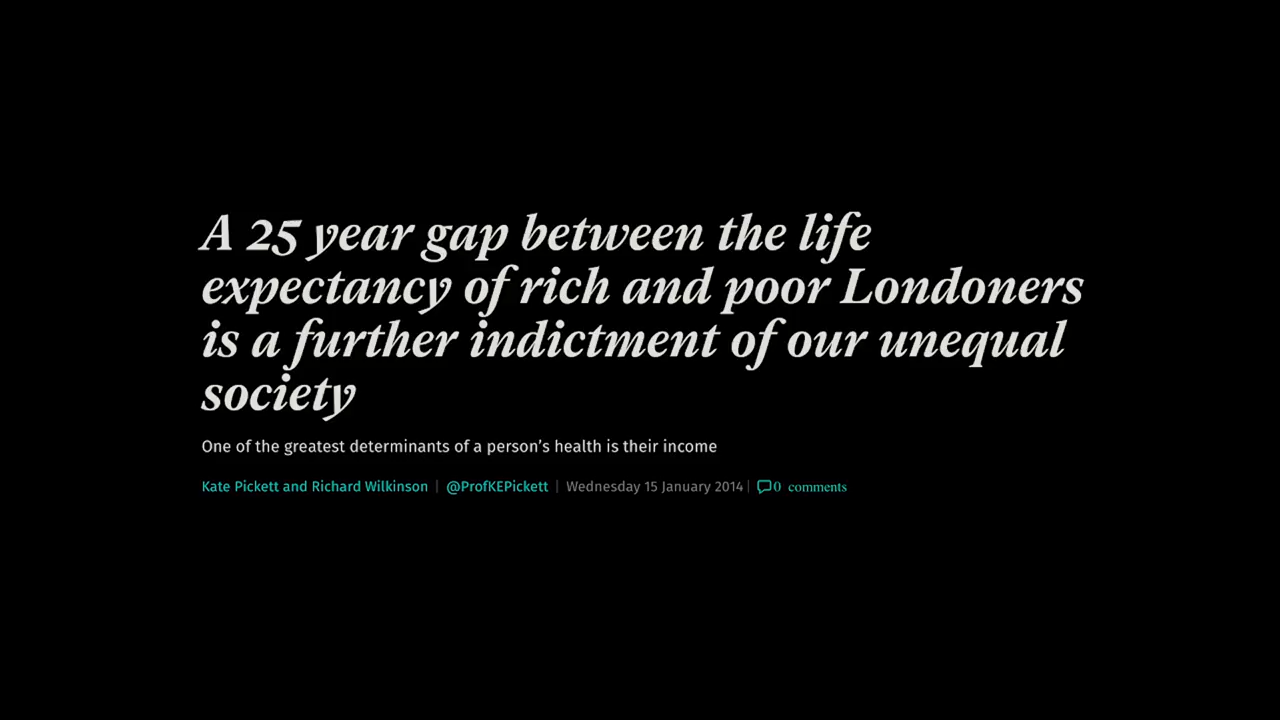 A 25 year gap between the life
expectancy of rich and poor Londoners
is a further indictment of our unequal
society
One of the greatest determinants of a person’s health is their income
Kate Pickett and Richard Wilkinson | @ProfKEPickett | Wednesday 15 January 2014 | 0 comments